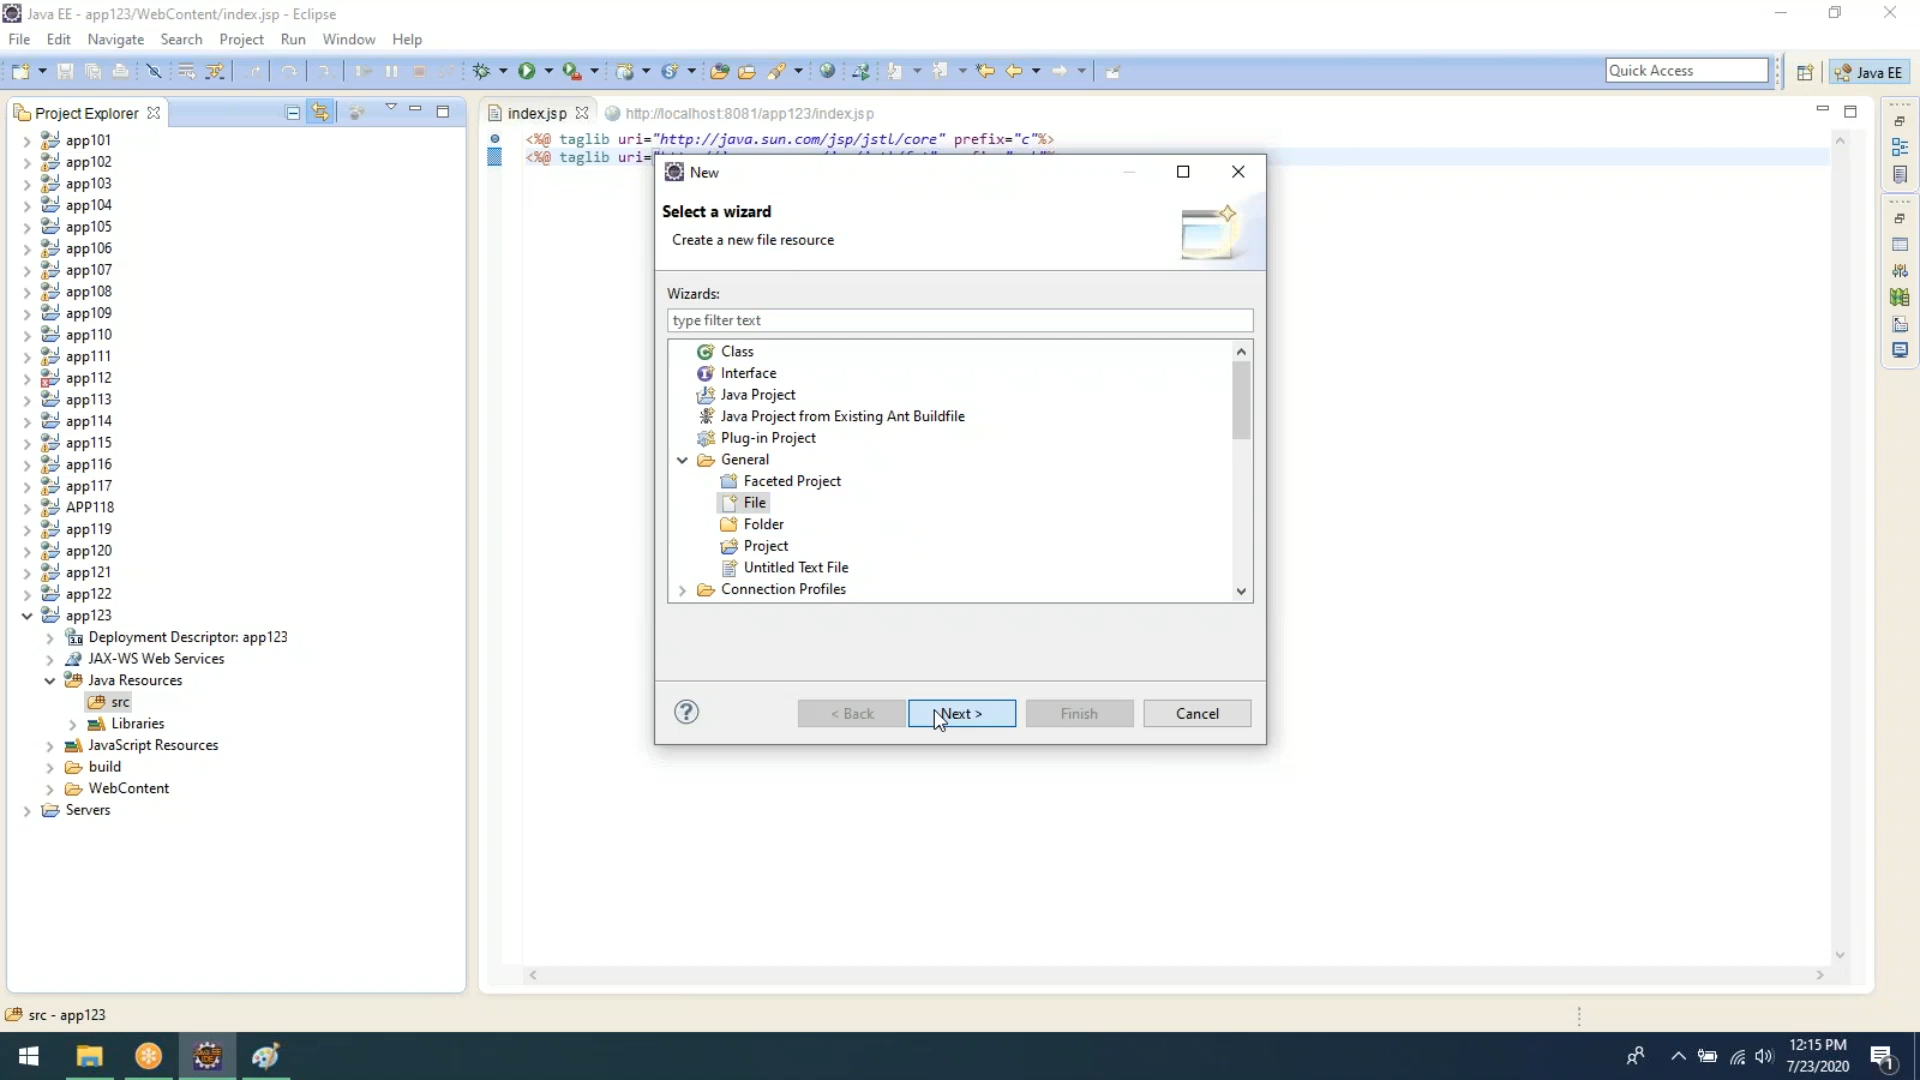 Java EE - app123/WebContent/index.jsp - Eclipse
File Edit Navigate Search Project Run Window Help
Quick Access
Java EE
Project Explorer
index.jsp
http://localhost:8081/app123/index.jsp
app101
app102
app103
app104
app105
app106
app107
app108
app109
app110
app111
app112
app113
app114
app115
app116
app117
APP118
app119
app120
app121
app122
app123
Deployment Descriptor: app123
JAX-WS Web Services
Java Resources
src
Libraries
JavaScript Resources
build
WebContent
Servers
<%@ taglib uri="http://java.sun.com/jsp/jstl/core" prefix="c"%>
<%@ taglib uri=
New
Select a wizard
Create a new file resource
Wizards:
type filter text
Class
Interface
Java Project
Java Project from Existing Ant Buildfile
Plug-in Project
General
Faceted Project
File
Folder
Project
Untitled Text File
Connection Profiles
< Back
Next >
Finish
Cancel
src - app123
12:15 PM
7/23/2020
1